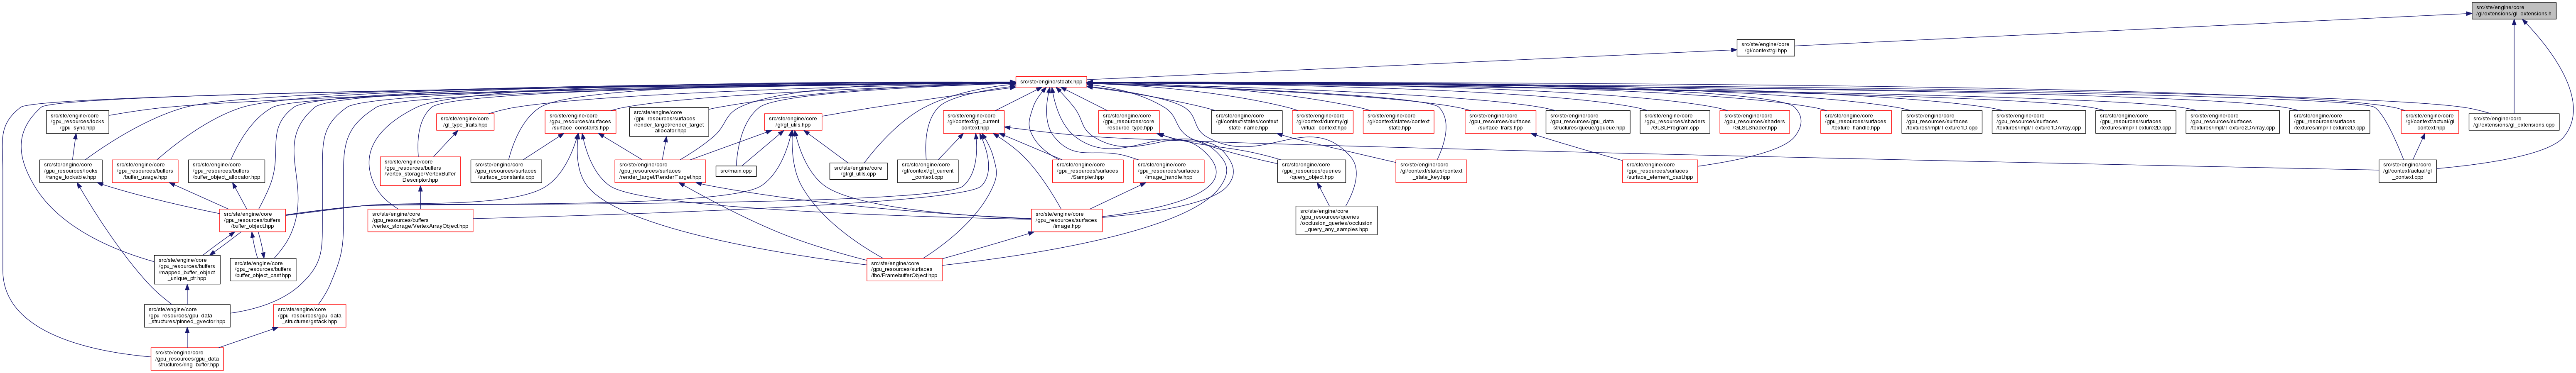 src/ste/engine/core
/gl/extensions/gl_extensions.h
src/ste/engine/core
/gl/context/gl.hpp
src/ste/engine/stdafx.hpp
src/ste/engine/core
/gpu_resources/locks
/gpu_sync.hpp
src/ste/engine/core
/gl_type_traits.hpp
src/ste/engine/core
/gpu_resources/surfaces
/surface_constants.hpp
src/ste/engine/core
/gpu_resources/surfaces
/render_target/render_target
_allocator.hpp
src/ste/engine/core
/gl/gl_utils.hpp
src/ste/engine/core
/gl/context/gl_current
_context.hpp
src/ste/engine/core
/gpu_resources/core
_resource_type.hpp
src/ste/engine/core
/gl/context/states/context
_state_name.hpp
src/ste/engine/core
/gl/context/dummy/gl
_virtual_context.hpp
src/ste/engine/core
/gl/context/states/context
_state.hpp
src/ste/engine/core
/gpu_resources/surfaces
/surface_traits.hpp
src/ste/engine/core
/gpu_resources/gpu_data
_structures/queue/gqueue.hpp
src/ste/engine/core
/gpu_resources/shaders
/GLSLProgram.cpp
src/ste/engine/core
/gpu_resources/shaders
/GLSLShader.hpp
src/ste/engine/core
/gpu_resources/surfaces
/texture_handle.hpp
src/ste/engine/core
/gpu_resources/surfaces
/textures/impl/Texture1D.cpp
src/ste/engine/core
/gpu_resources/surfaces
/textures/impl/Texture1DArray.cpp
src/ste/engine/core
/gpu_resources/surfaces
/textures/impl/Texture2D.cpp
src/ste/engine/core
/gpu_resources/surfaces
/textures/impl/Texture2DArray.cpp
src/ste/engine/core
/gpu_resources/surfaces
/textures/impl/Texture3D.cpp
src/ste/engine/core
/gl/context/actual/gl
_context.hpp
src/ste/engine/core
/gl/extensions/gl_extensions.cpp
src/ste/engine/core
/gpu_resources/locks
/range_lockable.hpp
src/ste/engine/core
/gpu_resources/buffers
/buffer_usage.hpp
src/ste/engine/core
/gpu_resources/buffers
/buffer_object_allocator.hpp
src/ste/engine/core
/gpu_resources/buffers
/vertex_storage/VertexBuffer
Descriptor.hpp
src/ste/engine/core
/gpu_resources/surfaces
/surface_constants.cpp
src/ste/engine/core
/gpu_resources/surfaces
/render_target/RenderTarget.hpp
src/main.cpp
src/ste/engine/core
/gl/gl_utils.cpp
src/ste/engine/core
/gl/context/gl_current
_context.cpp
src/ste/engine/core
/gpu_resources/surfaces
/Sampler.hpp
src/ste/engine/core
/gpu_resources/surfaces
/image_handle.hpp
src/ste/engine/core
/gpu_resources/queries
/query_object.hpp
src/ste/engine/core
/gl/context/states/context
_state_key.hpp
src/ste/engine/core
/gpu_resources/surfaces
/surface_element_cast.hpp
src/ste/engine/core
/gl/context/actual/gl
_context.cpp
src/ste/engine/core
/gpu_resources/buffers
/buffer_object.hpp
src/ste/engine/core
/gpu_resources/buffers
/vertex_storage/VertexArrayObject.hpp
src/ste/engine/core
/gpu_resources/surfaces
/image.hpp
src/ste/engine/core
/gpu_resources/queries
/occlusion_queries/occlusion
_query_any_samples.hpp
src/ste/engine/core
/gpu_resources/buffers
/mapped_buffer_object
_unique_ptr.hpp
src/ste/engine/core
/gpu_resources/buffers
/buffer_object_cast.hpp
src/ste/engine/core
/gpu_resources/surfaces
/fbo/FramebufferObject.hpp
src/ste/engine/core
/gpu_resources/gpu_data
_structures/pinned_gvector.hpp
src/ste/engine/core
/gpu_resources/gpu_data
_structures/gstack.hpp
src/ste/engine/core
/gpu_resources/gpu_data
_structures/ring_buffer.hpp